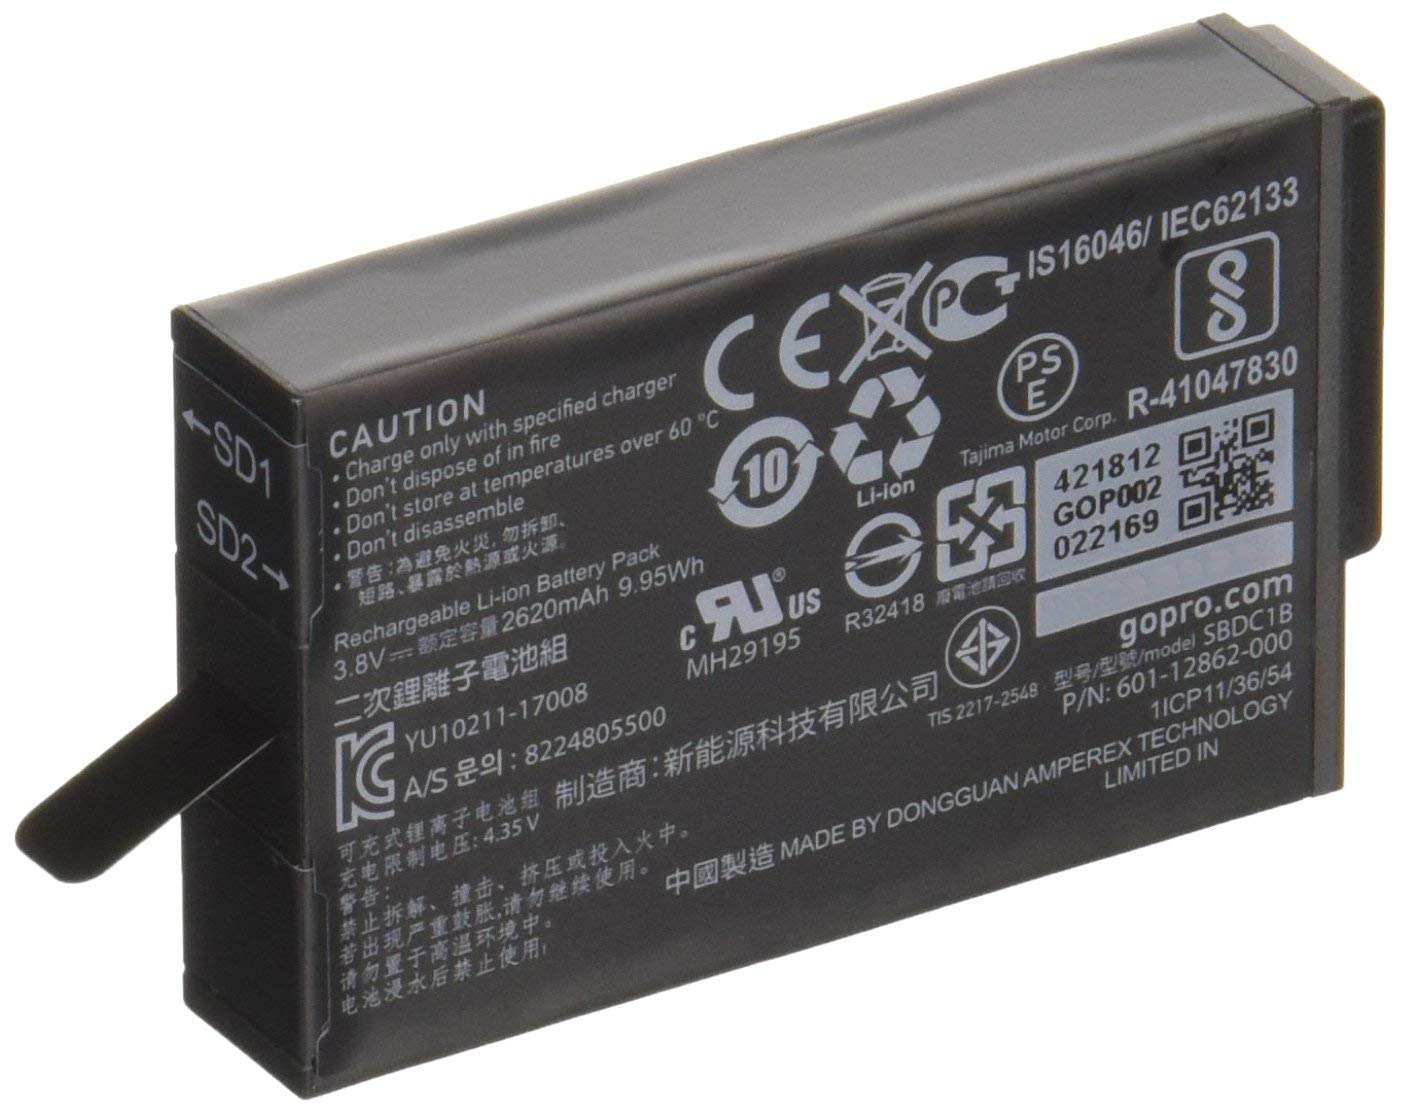 ←SD1
SD2→
CAUTION
• Charge only with specified charger
• Don't dispose of in fire
• Don't store at temperatures over 60 °C
• Don't disassemble
• 警告:為避免火災, 勿拆卸、
短路、暴露於熱源或火源。
Rechargeable Li-ion Battery Pack
3.8V 额定容量 2620mAh 9.95Wh
二次鋰離子電池組
YU10211-17008
A/S 문의 : 8224805500
制造商:新能源科技有限公司
可充式锂离子电池组
充电限制电压: 4.35 V
警告:
禁止拆解、撞击、挤压或投入火中。
若出现严重鼓胀,请勿继续使用。
请勿置于高温环境中。
电池浸水后禁止使用。
中國製造 MADE BY DONGGUAN AMPEREX TECHNOLOGY
LIMITED IN
CE
PCT
IS16046/ IEC62133
R-41047830
PS
E
Tajima Motor Corp.
10
Li-ion
c RU ® US
MH29195
R32418
廢電池請回收
TIS 2217-2548
421812
GOP002
022169
gopro.com
型号/型號/model SBDC1B
P/N: 601-12862-000
1ICP11/36/54